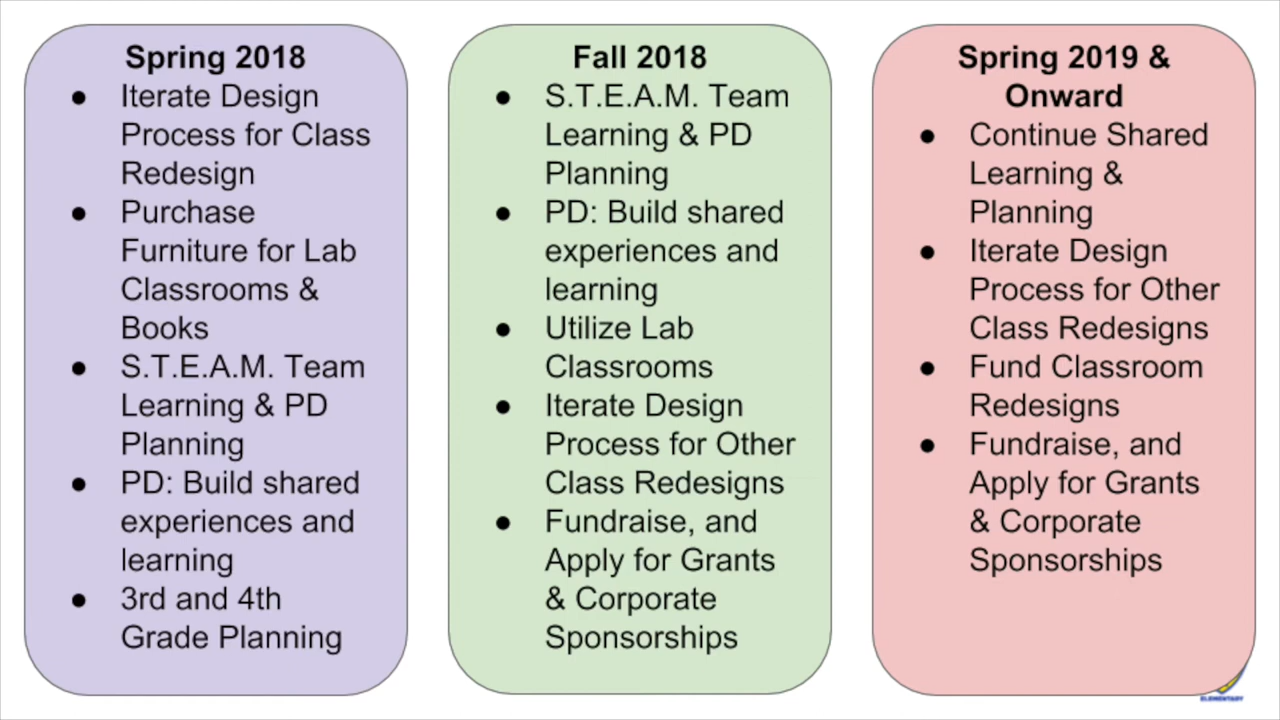 Spring 2018
● Iterate Design
Process for Class
Redesign
● Purchase
Furniture for Lab
Classrooms &
Books
● S.T.E.A.M. Team
Learning & PD
Planning
● PD: Build shared
experiences and
learning
● 3rd and 4th
Grade Planning
Fall 2018
● S.T.E.A.M. Team
Learning & PD
Planning
● PD: Build shared
experiences and
learning
● Utilize Lab
Classrooms
● Iterate Design
Process for Other
Class Redesigns
● Fundraise, and
Apply for Grants
& Corporate
Sponsorships
Spring 2019 &
Onward
● Continue Shared
Learning &
Planning
● Iterate Design
Process for Other
Class Redesigns
● Fund Classroom
Redesigns
● Fundraise, and
Apply for Grants
& Corporate
Sponsorships
ELEMENTARY